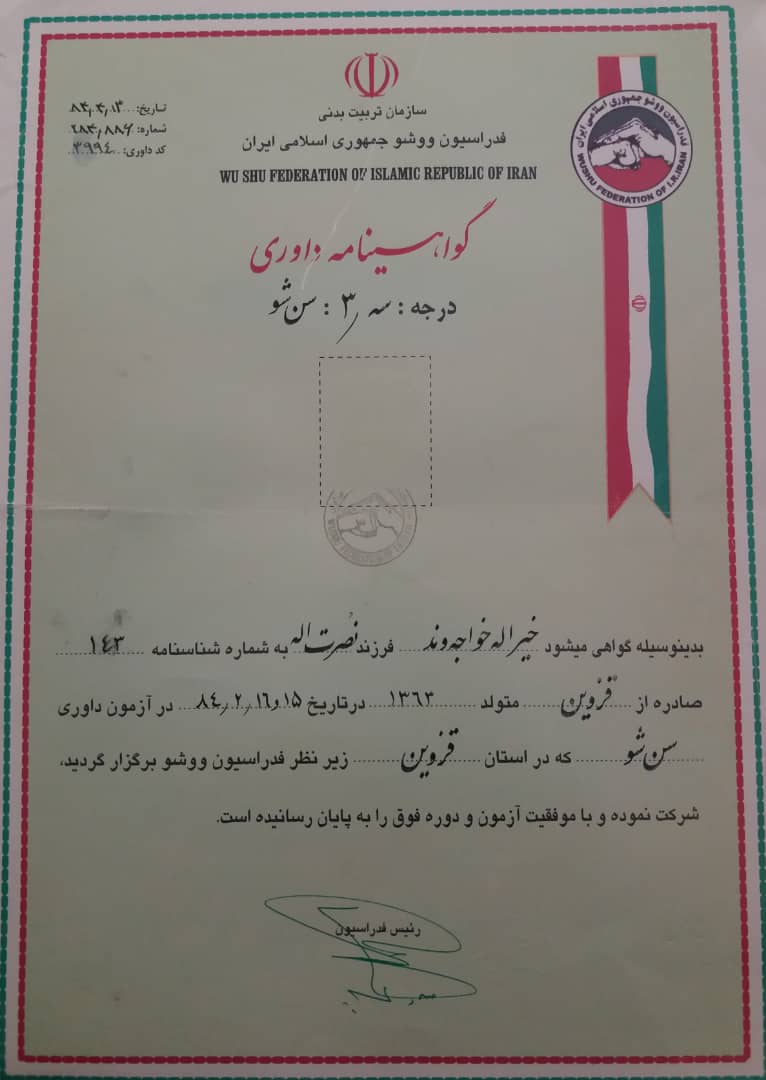 سازمان تربیت بدنی
فدراسیون ووشو جمهوری اسلامی ایران
WU SHU FEDERATION OF ISLAMIC REPUBLIC OF IRAN
تاریخ: ۸۴,۴,۱۳
شماره: ۲۸۴,۸۸۶
کد داوری: ۳۹۹۴
فدراسیون ووشو جمهوری اسلامی ایران
WUSHU FEDERATION OF I.R.IRAN
گواهینامه داوری
درجه : سه ,۳ : سن شو
بدینوسیله گواهی میشود خیراله خواجه وند فرزند نصرت اله به شماره شناسنامه ۱۴۳
صادره از قزوین متولد ۱۳۶۳ درتاریخ ۱۵و۸۴,۲,۱۶ در آزمون داوری
سن شو که در استان قزوین زیر نظر فدراسیون ووشو برگزار گردید،
شرکت نموده و با موفقیت آزمون و دوره فوق را به پایان رسانیده است.
رئیس فدراسیون